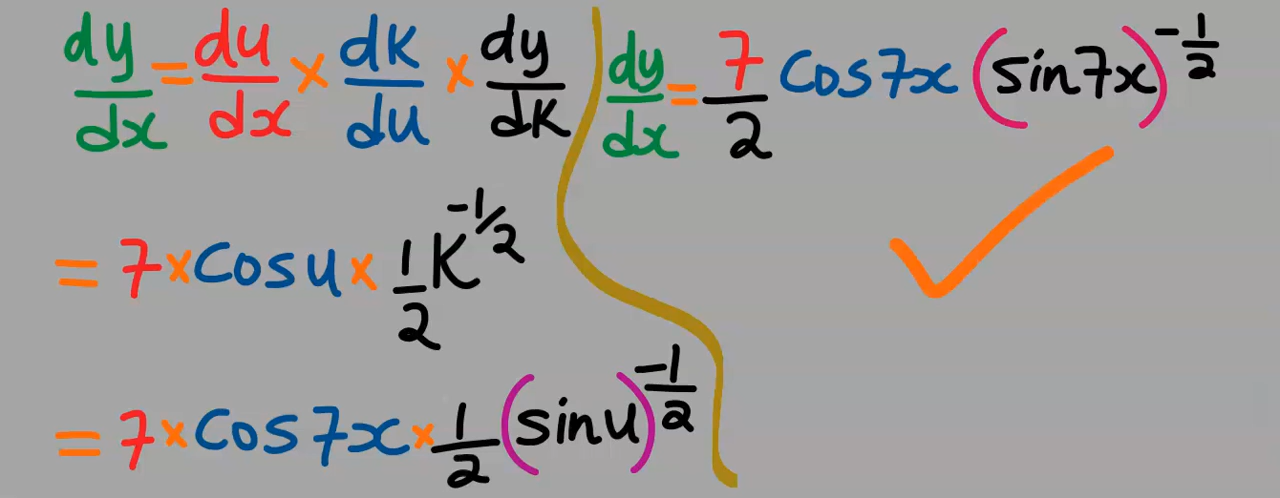 dy/dx = du/dx × dk/du × dy/dk
= 7 × Cos u × 1/2 K^-1/2
= 7 × Cos 7x × 1/2 (sin u)^-1/2
dy/dx = 7/2 Cos 7x (sin 7x)^-1/2